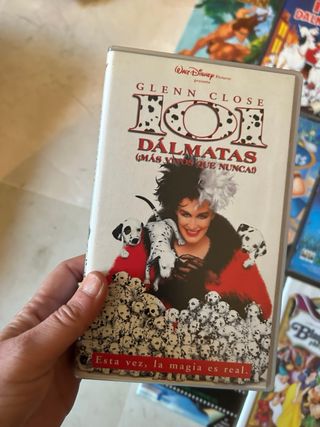 Walt Disney Pictures
presenta
GLENN CLOSE
101
DÁLMATAS
(¡MÁS VIVOS QUE NUNCA!)
Esta vez, la magia es real.